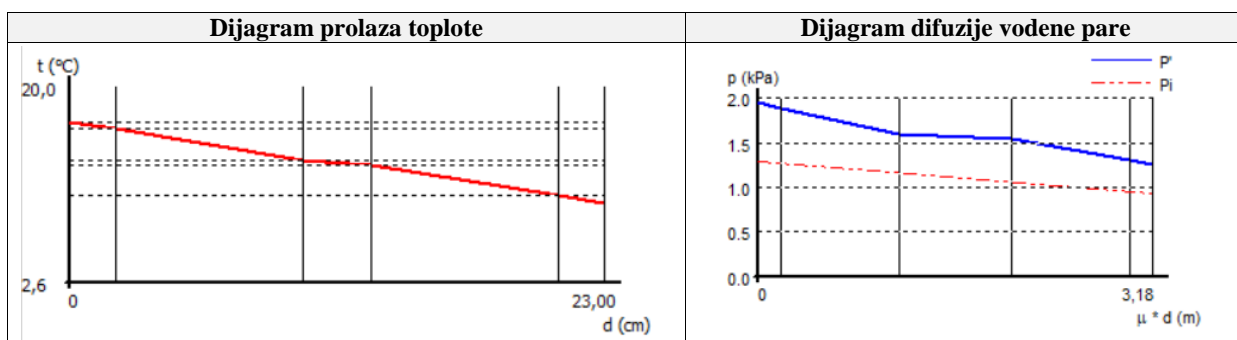 Dijagram prolaza toplote
Dijagram difuzije vodene pare
t (ºC)
20,0
2,6
0
23,00
d (cm)
P'
Pi
p (kPa)
2.0
1.5
1.0
0.5
0.0
0
3,18
μ * d (m)